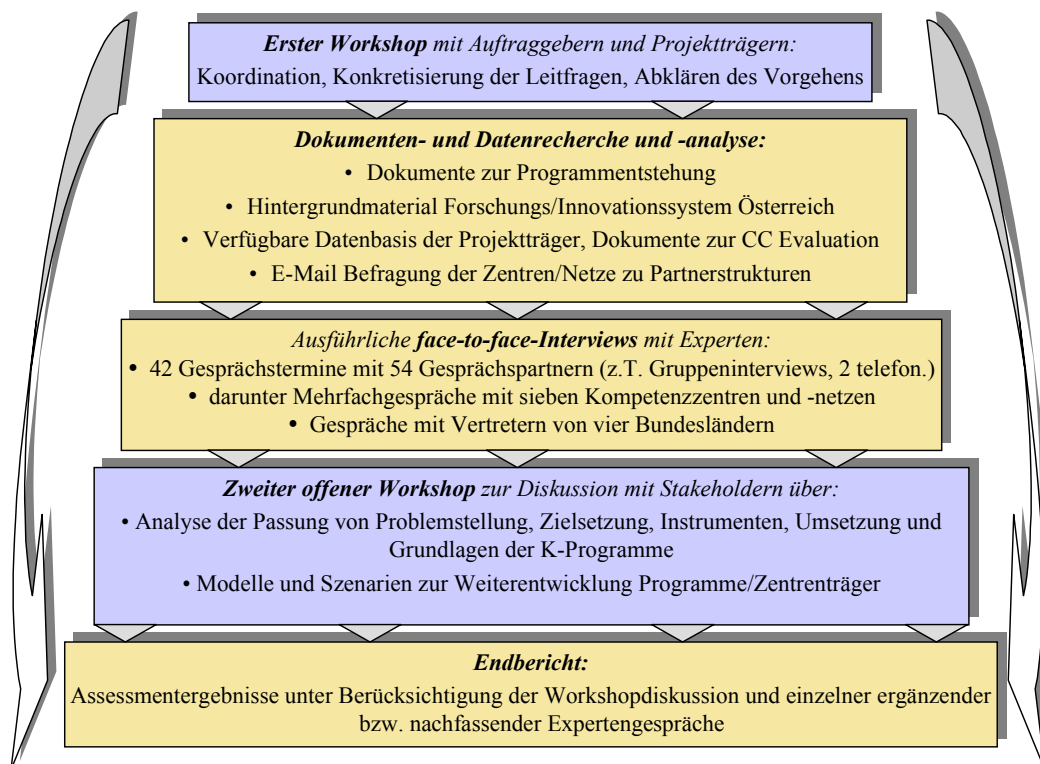 Erster Workshop mit Auftraggebern und Projektträgern:
Koordination, Konkretisierung der Leitfragen, Abklären des Vorgehens
Dokumenten- und Datenrecherche und -analyse:
• Dokumente zur Programmentstehung
• Hintergrundmaterial Forschungs/Innovationssystem Österreich
• Verfügbare Datenbasis der Projektträger, Dokumente zur CC Evaluation
• E-Mail Befragung der Zentren/Netze zu Partnerstrukturen
Ausführliche face-to-face-Interviews mit Experten:
• 42 Gesprächstermine mit 54 Gesprächspartnern (z.T. Gruppeninterviews, 2 telefon.)
• darunter Mehrfachgespräche mit sieben Kompetenzzentren und -netzen
• Gespräche mit Vertretern von vier Bundesländern
Zweiter offener Workshop zur Diskussion mit Stakeholdern über:
• Analyse der Passung von Problemstellung, Zielsetzung, Instrumenten, Umsetzung und
Grundlagen der K-Programme
• Modelle und Szenarien zur Weiterentwicklung Programme/Zentrenträger
Endbericht:
Assessmentergebnisse unter Berücksichtigung der Workshopdiskussion und einzelner ergänzender
bzw. nachfassender Expertengespräche